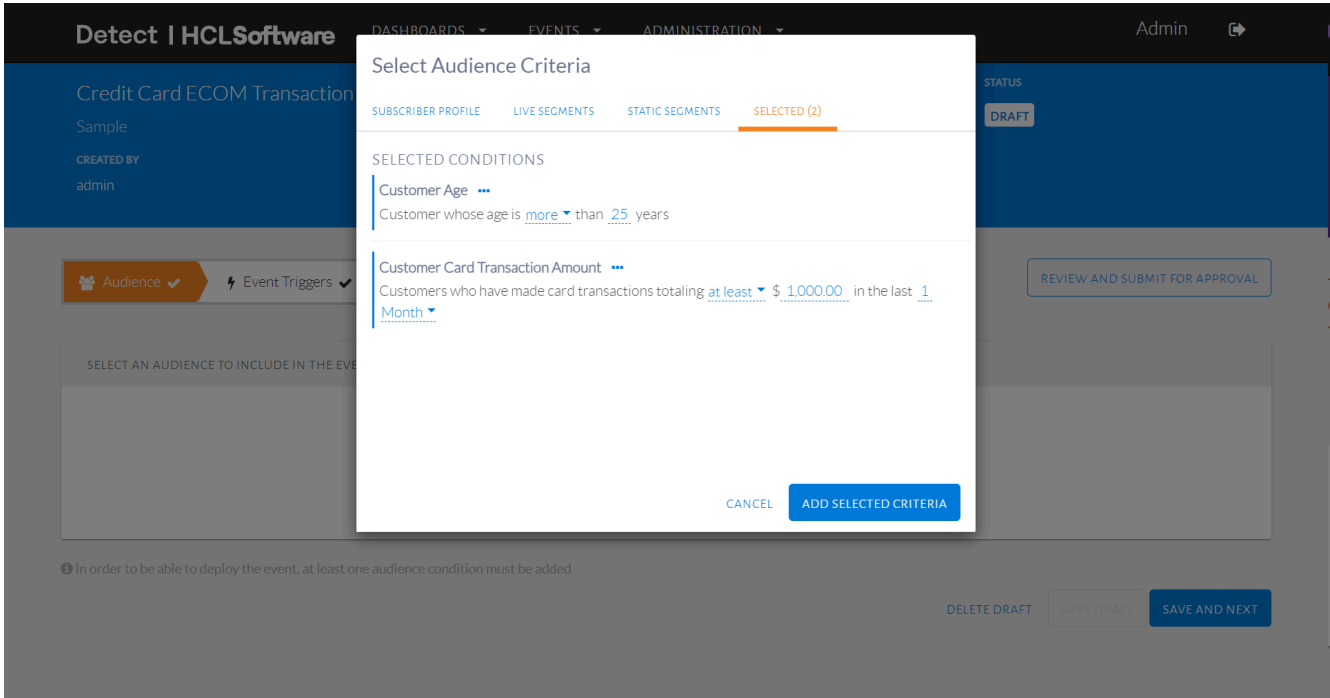 Detect | HCLSoftware DASHBOARDS EVENTS ADMINISTRATION Admin
Credit Card ECOM Transaction
Sample
CREATED BY
admin
STATUS
DRAFT
Select Audience Criteria
SUBSCRIBER PROFILE LIVE SEGMENTS STATIC SEGMENTS SELECTED (2)
SELECTED CONDITIONS
Customer Age •••
Customer whose age is more than 25 years
Customer Card Transaction Amount •••
Customers who have made card transactions totaling at least $ 1,000.00 in the last 1
Month
CANCEL ADD SELECTED CRITERIA
Audience Event Triggers
REVIEW AND SUBMIT FOR APPROVAL
SELECT AN AUDIENCE TO INCLUDE IN THE
In order to be able to deploy the event, at least one audience condition must be added
DELETE DRAFT SAVE DRAFT SAVE AND NEXT